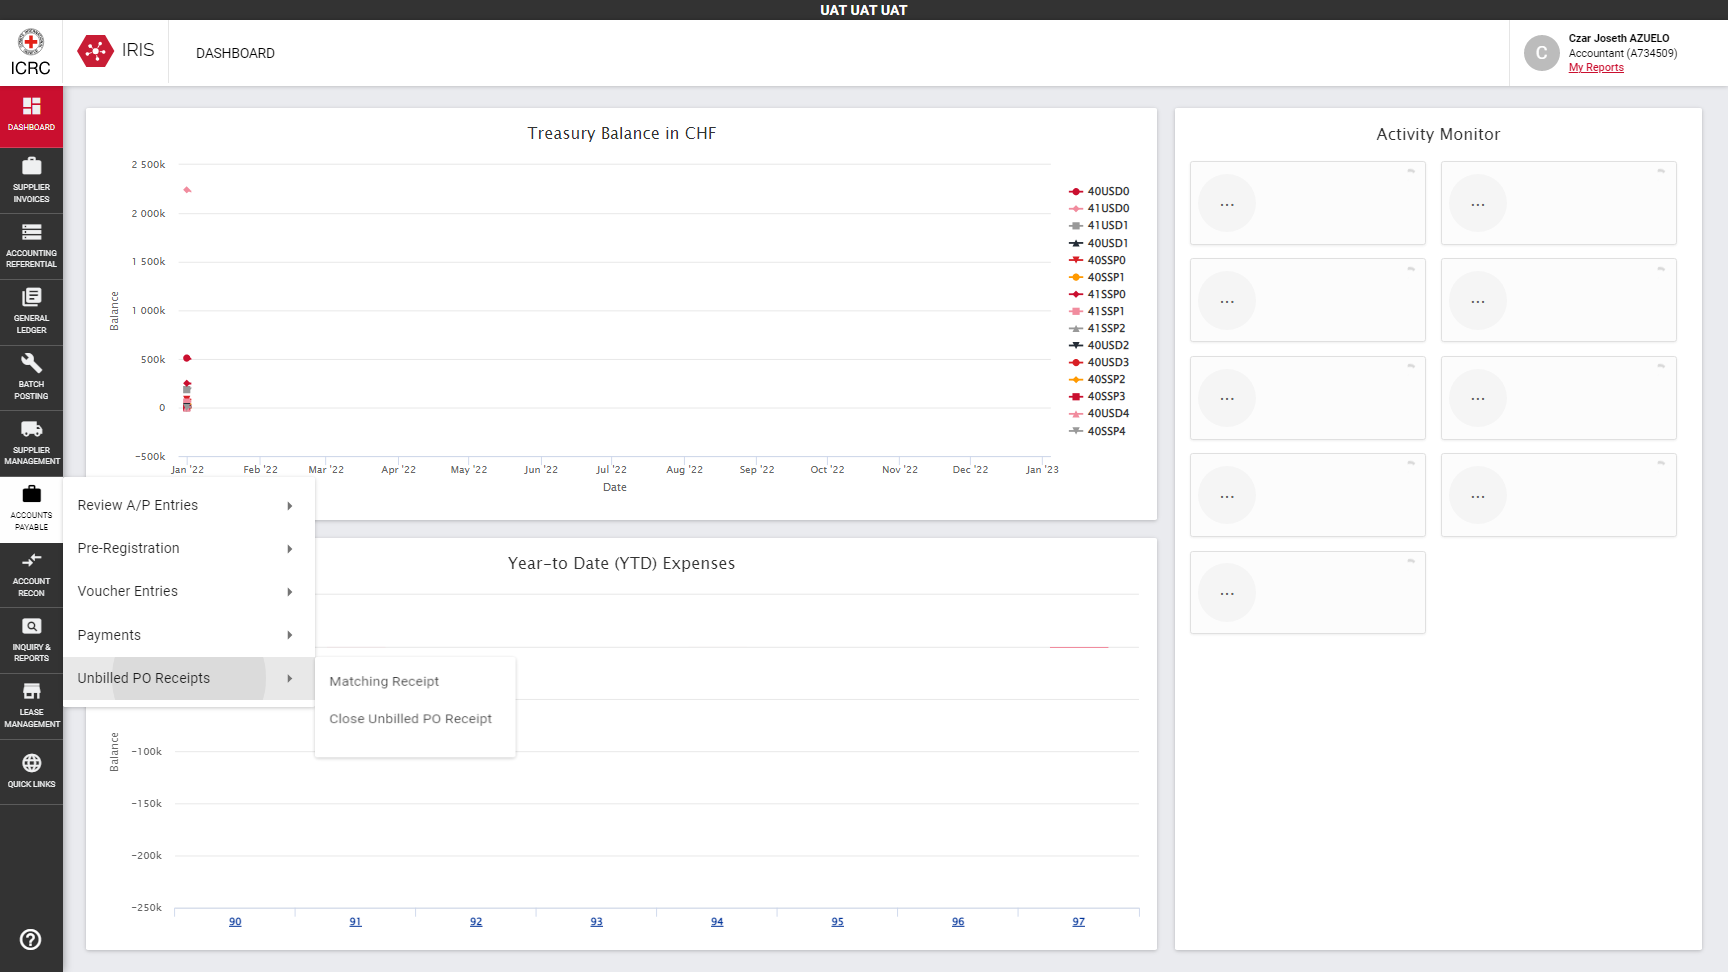 UAT UAT UAT
ICRC
IRIS
DASHBOARD
C
Czar Joseth AZUELO
Accountant (A734509)
My Reports
DASHBOARD
SUPPLIER
INVOICES
ACCOUNTING
REFERENTIAL
GENERAL
LEDGER
BATCH
POSTING
SUPPLIER
MANAGEMENT
ACCOUNTS
PAYABLE
ACCOUNT
RECON
INQUIRY &
REPORTS
LEASE
MANAGEMENT
QUICK LINKS
Treasury Balance in CHF
Balance
2 500k
2 000k
1 500k
1 000k
500k
0
-500k
Jan '22 Feb '22 Mar '22 Apr '22 May '22 Jun '22 Jul '22 Aug '22 Sep '22 Oct '22 Nov '22 Dec '22 Jan '23
Date
40USD0
41USD0
41USD1
40USD1
40SSP0
40SSP1
41SSP0
41SSP1
41SSP2
40USD2
40USD3
40SSP2
40SSP3
40USD4
40SSP4
Review A/P Entries
Pre-Registration
Voucher Entries
Payments
Unbilled PO Receipts
Matching Receipt
Close Unbilled PO Receipt
Year-to Date (YTD) Expenses
Balance
-100k
-150k
-200k
-250k
90 91 92 93 94 95 96 97
Activity Monitor
... ...
... ...
... ...
... ...
...